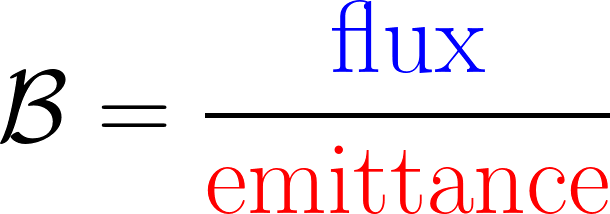 flux
ℬ =
emittance